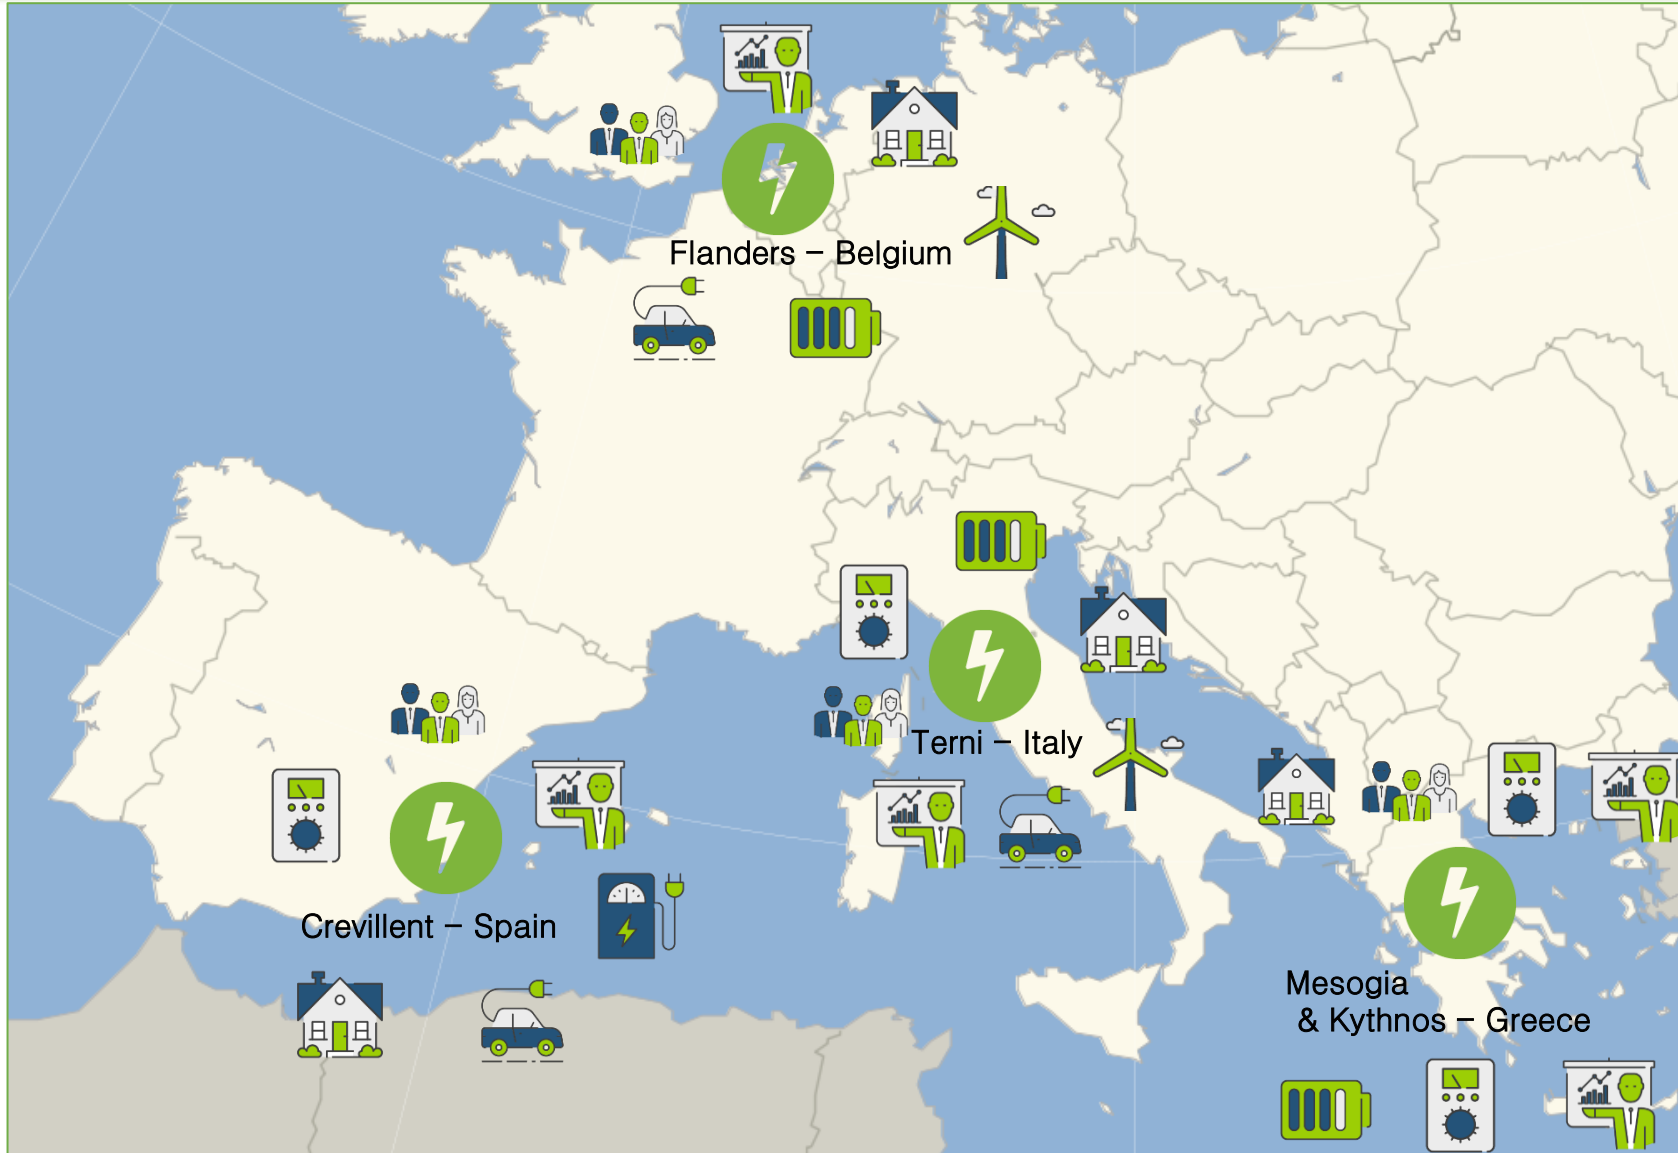 Flanders – Belgium
Terni – Italy
Crevillent – Spain
Mesogia
& Kythnos – Greece